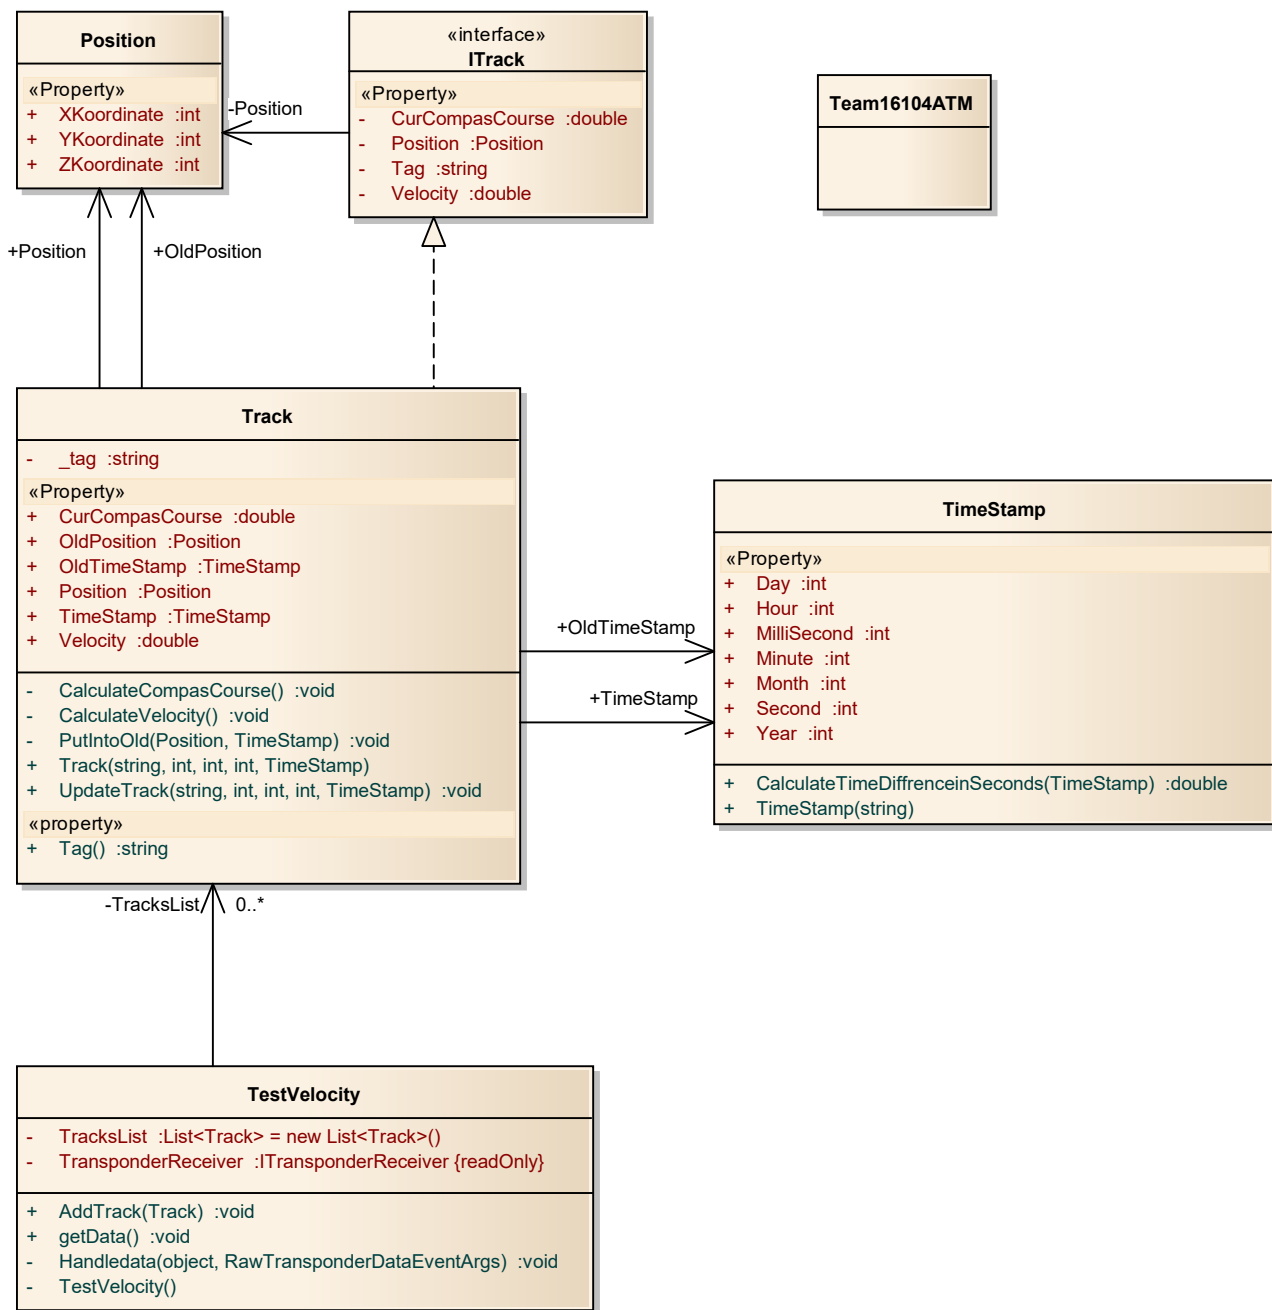 Position
«Property»
+ XKoordinate :int
+ YKoordinate :int
+ ZKoordinate :int
«interface»
ITrack
«Property»
- CurCompasCourse :double
- Position :Position
- Tag :string
- Velocity :double
Team16104ATM
-Position
+Position
+OldPosition
Track
- _tag :string
«Property»
+ CurCompasCourse :double
+ OldPosition :Position
+ OldTimeStamp :TimeStamp
+ Position :Position
+ TimeStamp :TimeStamp
+ Velocity :double
- CalculateCompasCourse() :void
- CalculateVelocity() :void
- PutIntoOld(Position, TimeStamp) :void
+ Track(string, int, int, int, TimeStamp)
+ UpdateTrack(string, int, int, int, TimeStamp) :void
«property»
+ Tag() :string
+OldTimeStamp
+TimeStamp
TimeStamp
«Property»
+ Day :int
+ Hour :int
+ MilliSecond :int
+ Minute :int
+ Month :int
+ Second :int
+ Year :int
+ CalculateTimeDiffrenceinSeconds(TimeStamp) :double
+ TimeStamp(string)
-TracksList 0..*
TestVelocity
- TracksList :List<Track> = new List<Track>()
- TransponderReceiver :ITransponderReceiver {readOnly}
+ AddTrack(Track) :void
+ getData() :void
- Handledata(object, RawTransponderDataEventArgs) :void
- TestVelocity()